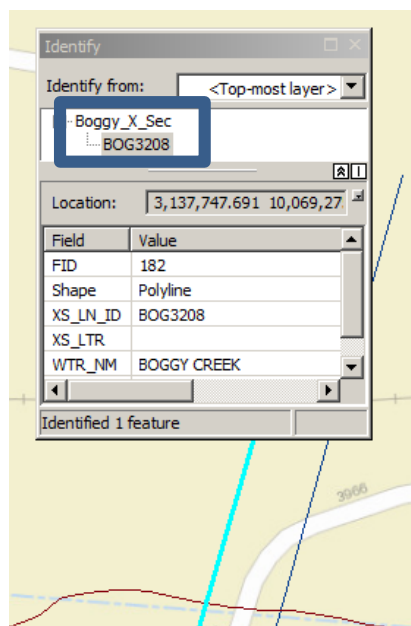 Identify
Identify from: <Top-most layer>
Boggy_X_Sec
BOG3208
Location: 3,137,747.691 10,069,27
Field Value
FID 182
Shape Polyline
XS_LN_ID BOG3208
XS_LTR
WTR_NM BOGGY CREEK
Identified 1 feature
3966